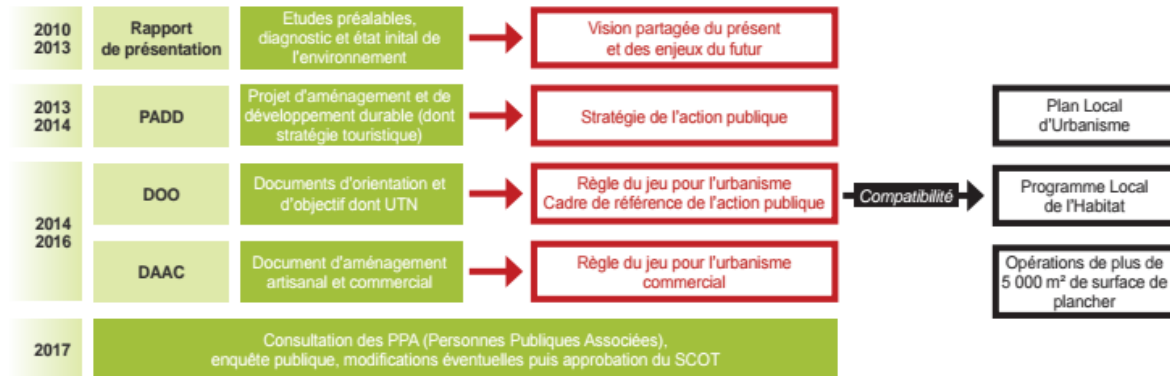 2010
2013
Rapport
de présentation
Etudes préalables,
diagnostic et état inital de
l'environnement
Vision partagée du présent
et des enjeux du futur
2013
2014
PADD
Projet d'aménagement et de
développement durable (dont
stratégie touristique)
Stratégie de l'action publique
Plan Local
d'Urbanisme
2014
2016
DOO
Documents d'orientation et
d'objectif dont UTN
Règle du jeu pour l'urbanisme
Cadre de référence de l'action publique
Compatibilité
Programme Local
de l'Habitat
DAAC
Document d'aménagement
artisanal et commercial
Règle du jeu pour l'urbanisme
commercial
Opérations de plus de
5 000 m² de surface de
plancher
2017
Consultation des PPA (Personnes Publiques Associées),
enquête publique, modifications éventuelles puis approbation du SCOT